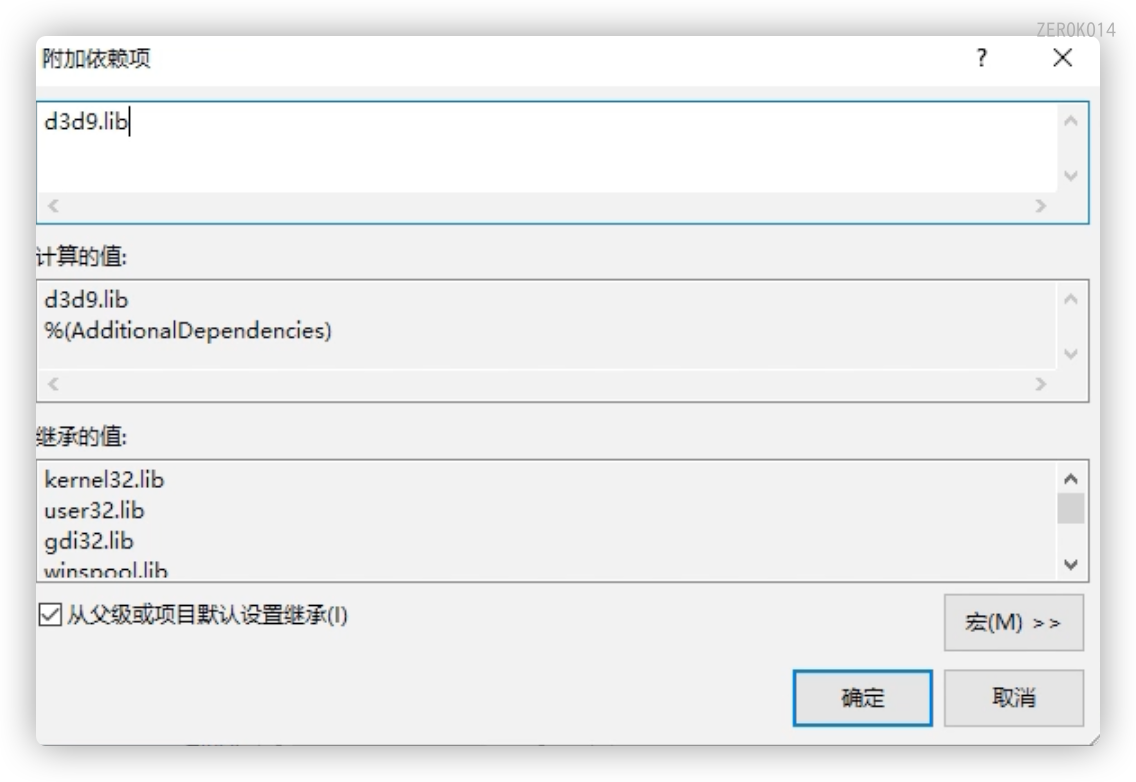 ZER0K014
附加依赖项
d3d9.lib
计算的值:
d3d9.lib
%(AdditionalDependencies)
继承的值:
kernel32.lib
user32.lib
gdi32.lib
winspool.lib
从父级或项目默认设置继承(I)
宏(M) >>
确定
取消